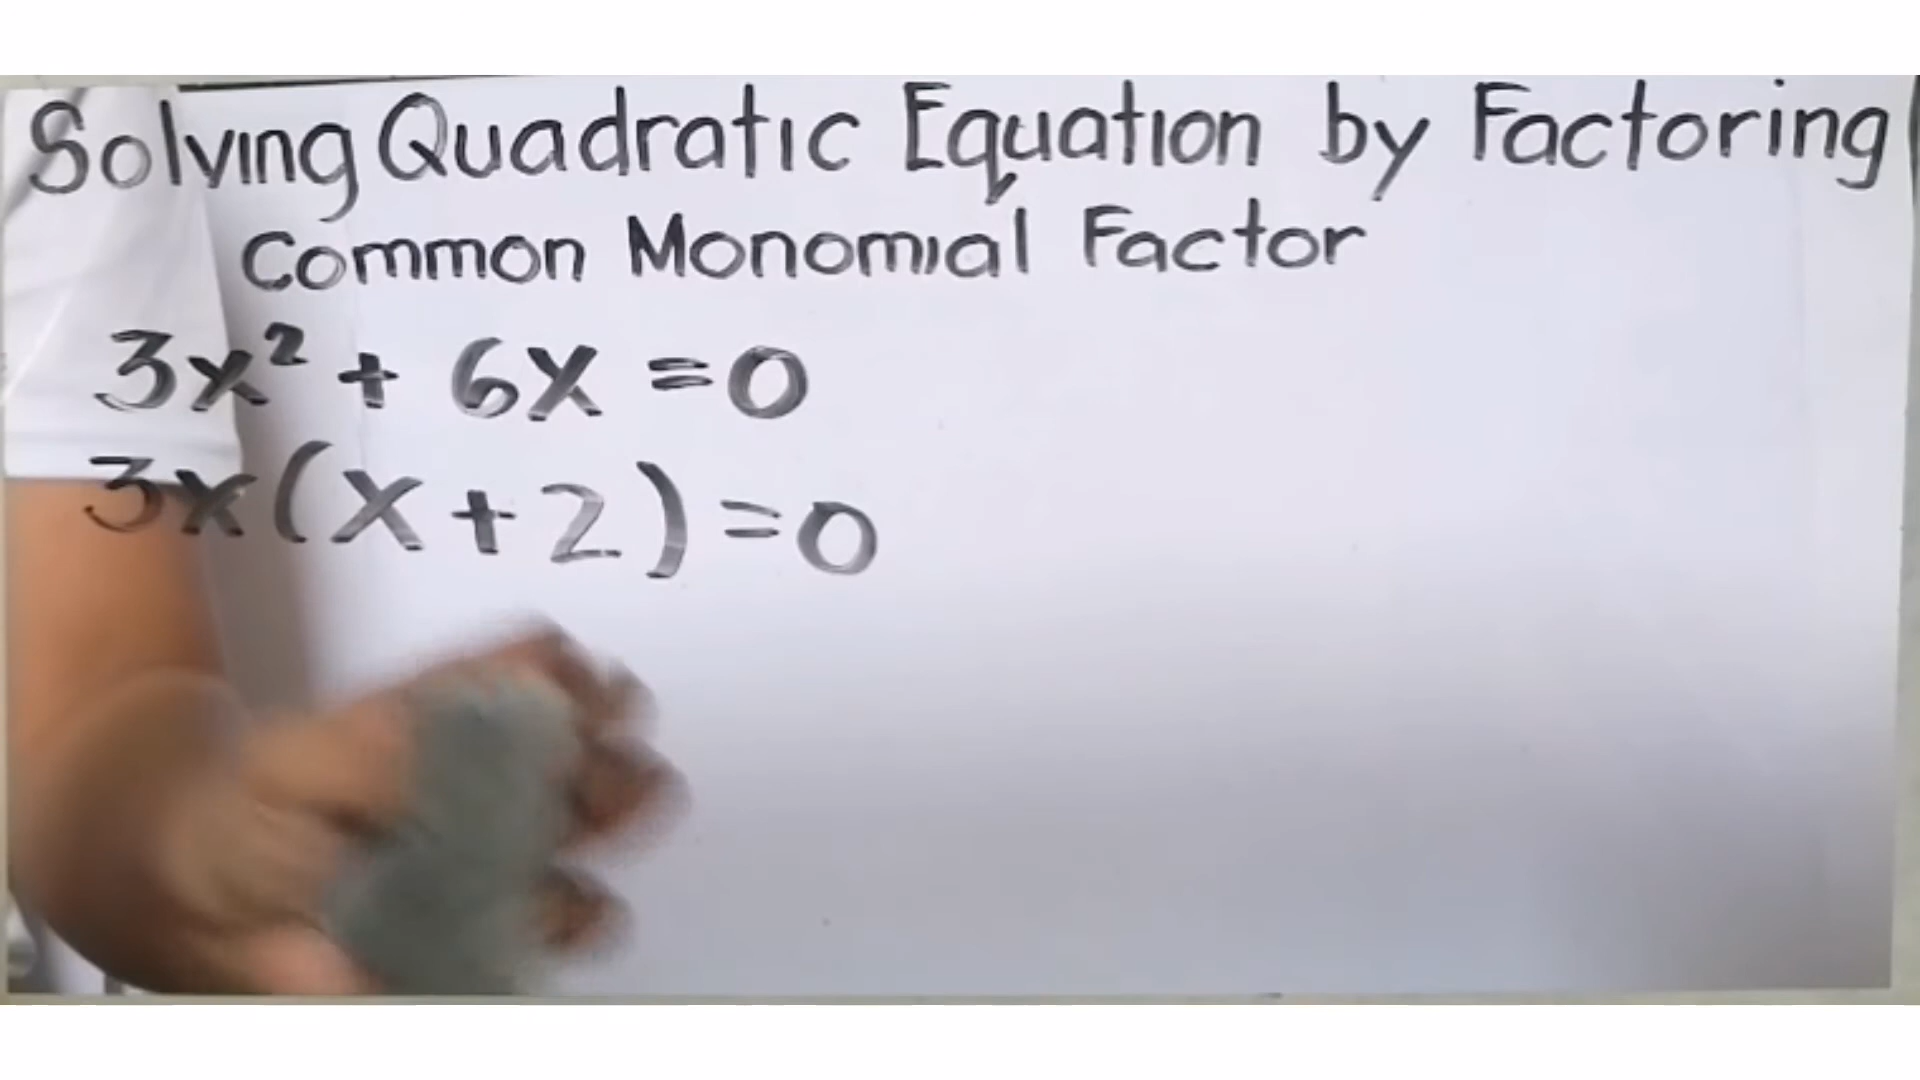 Solving Quadratic Equation by Factoring
Common Monomial Factor
3x² + 6x = 0
3x(x+2)=0